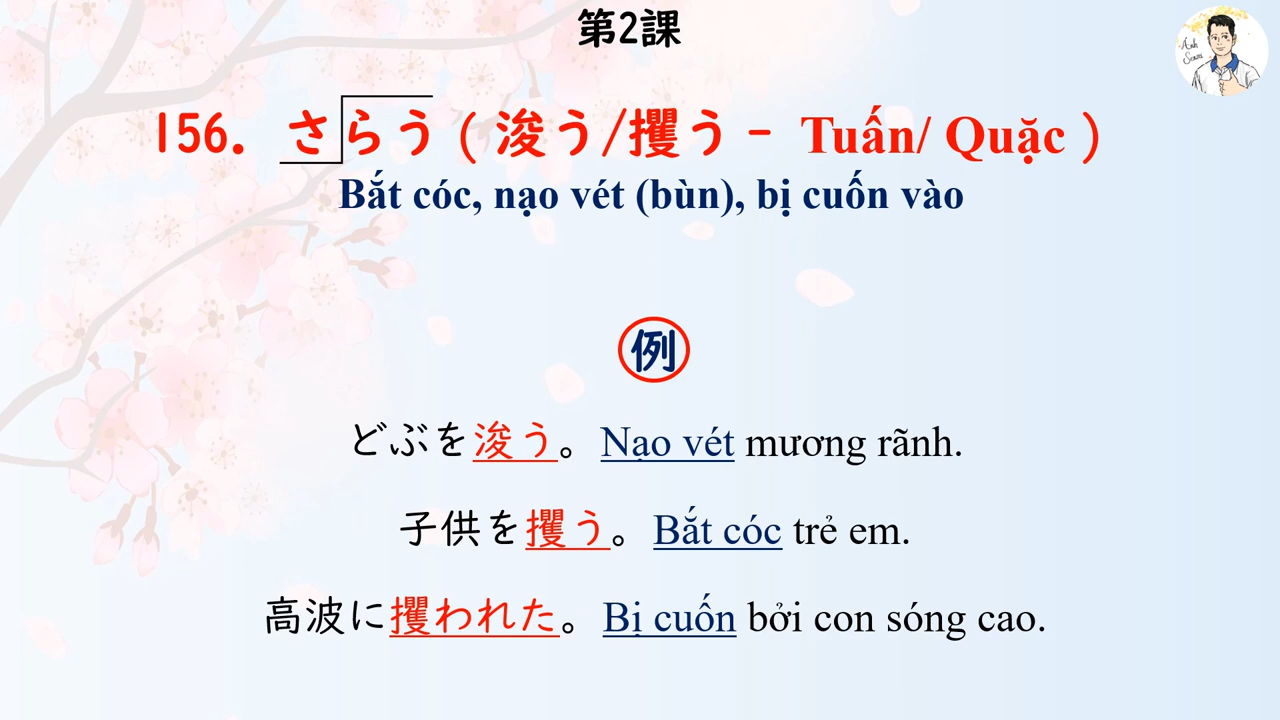 第2課
Anh Sensei
156. さらう ( 浚う/攫う - Tuấn/ Quặc )
Bắt cóc, nạo vét (bùn), bị cuốn vào
例
どぶを浚う。Nạo vét mương rãnh.
子供を攫う。Bắt cóc trẻ em.
高波に攫われた。Bị cuốn bởi con sóng cao.